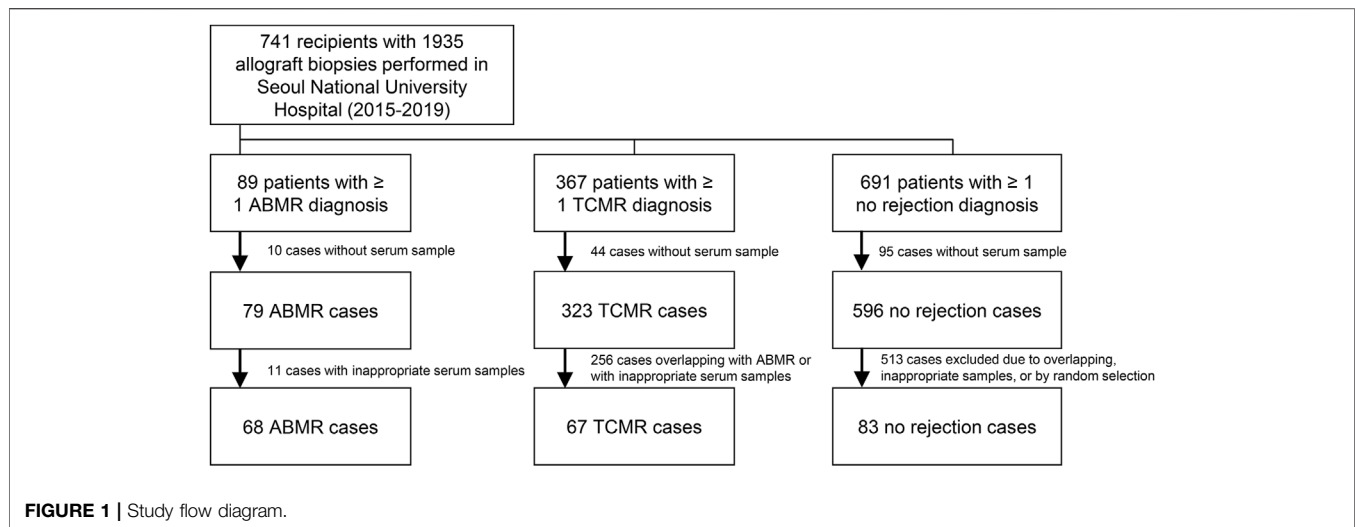 741 recipients with 1935
allograft biopsies performed in
Seoul National University
Hospital (2015-2019)
89 patients with ≥
1 ABMR diagnosis
367 patients with ≥
1 TCMR diagnosis
691 patients with ≥ 1
no rejection diagnosis
10 cases without serum sample
44 cases without serum sample
95 cases without serum sample
79 ABMR cases
323 TCMR cases
596 no rejection cases
11 cases with inappropriate serum samples
256 cases overlapping with ABMR or
with inappropriate serum samples
513 cases excluded due to overlapping,
inappropriate samples, or by random selection
68 ABMR cases
67 TCMR cases
83 no rejection cases
FIGURE 1 | Study flow diagram.